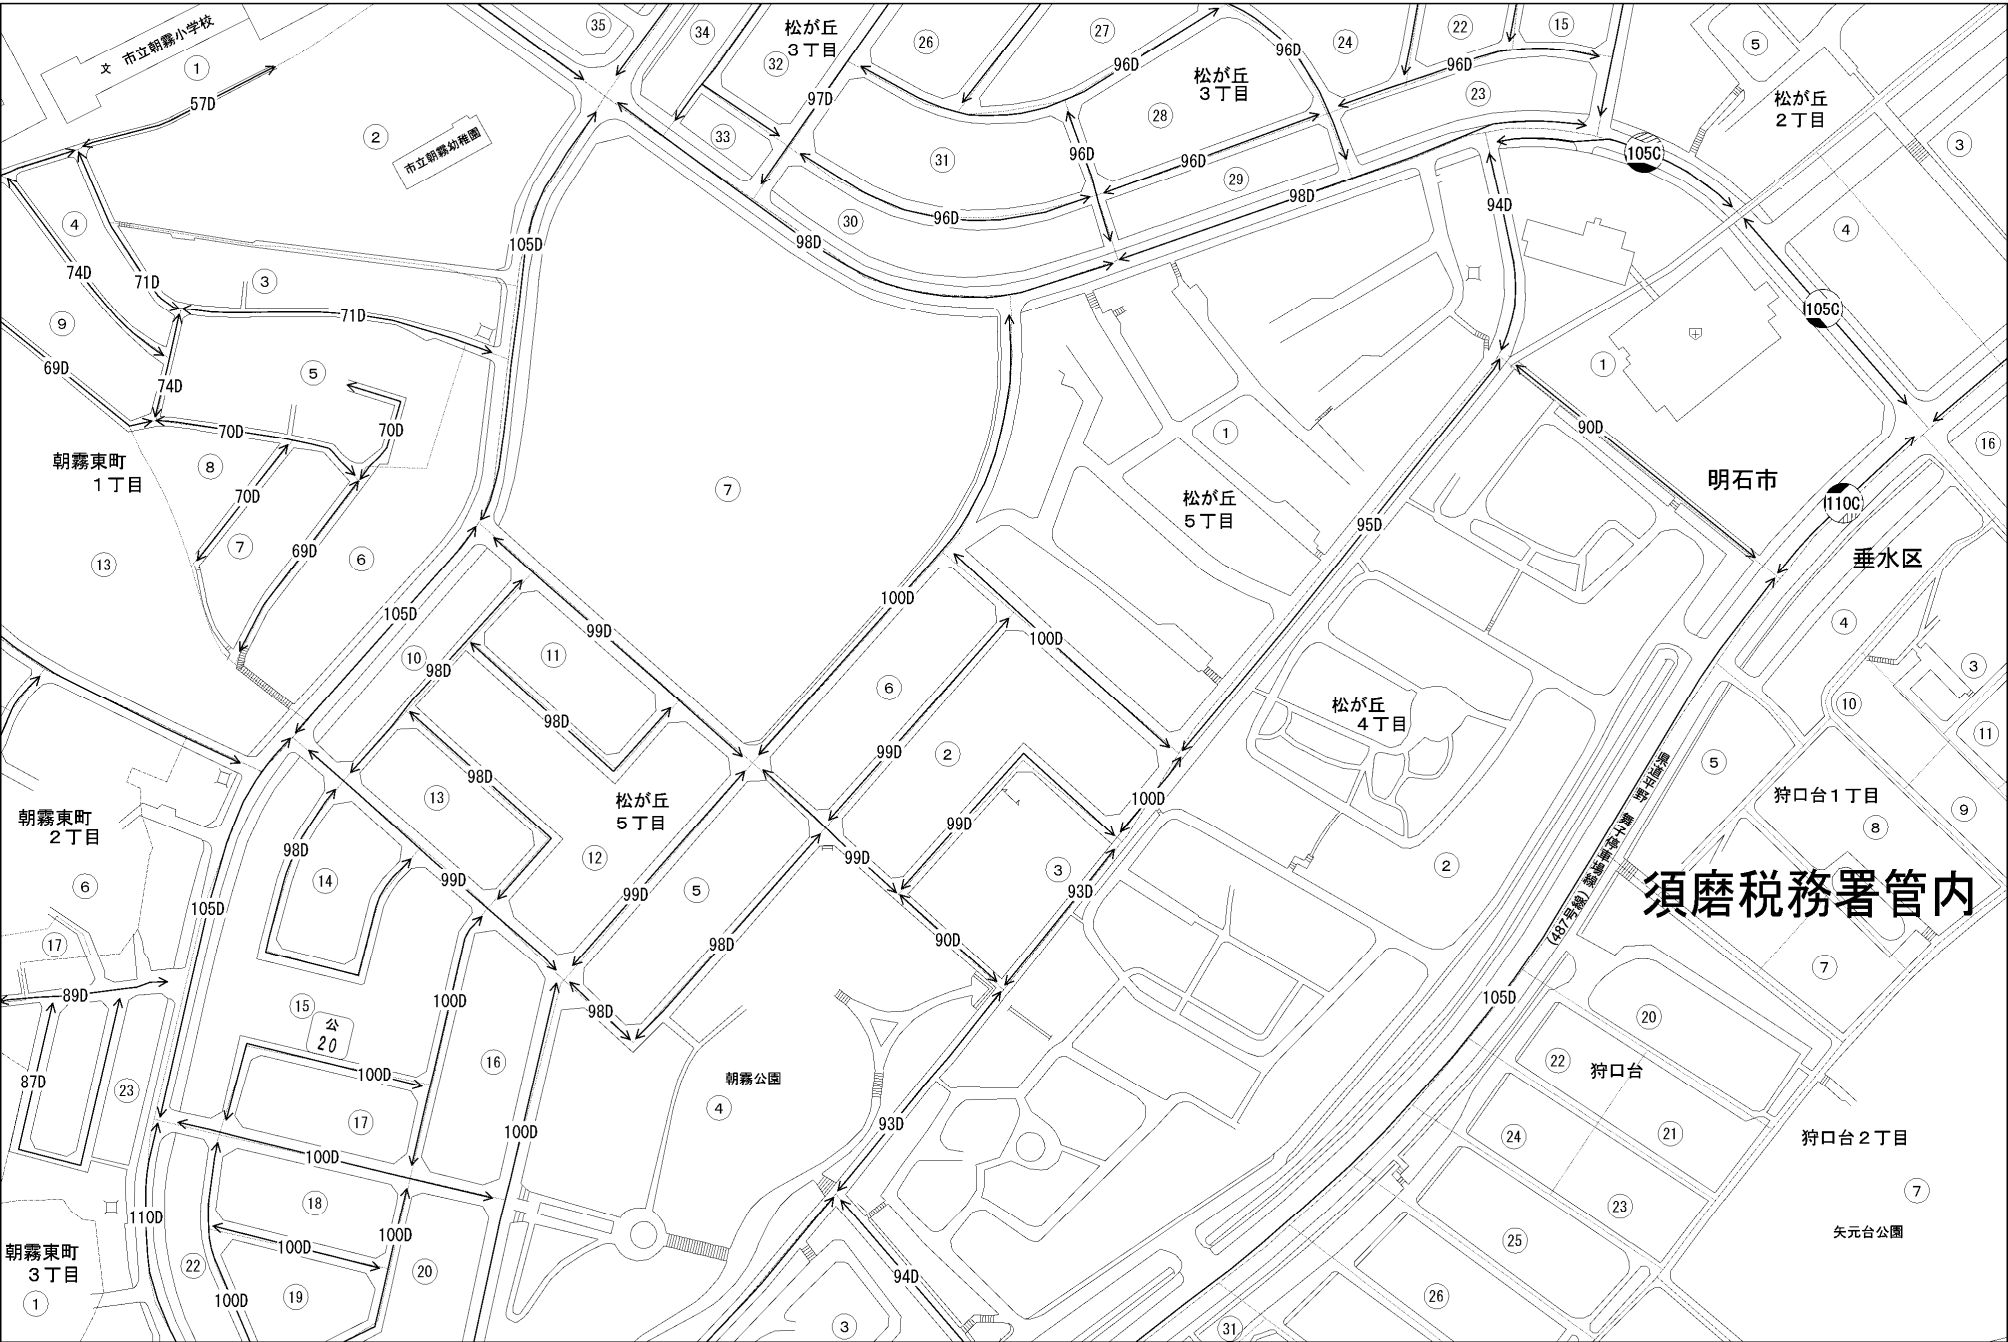 35
34
松が丘
3丁目
32
26
27
96D
24
22
15
5
市立朝霧小学校
文
1
57D
97D
96D
松が丘
3丁目
96D
23
松が丘
2丁目
2
市立朝霧幼稚園
33
31
28
96D
96D
29
105C
3
4
3
74D
71D
105D
30
96D
98D
98D
94D
4
9
71D
105C
69D
74D
5
70D
70D
1
90D
1
16
朝霧東町
1丁目
8
70D
7
松が丘
5丁目
95D
明石市
110C
13
7
69D
6
垂水区
105D
99D
100D
100D
4
3
10
11
98D
98D
6
松が丘
4丁目
10
11
99D
2
県道平野 舞子停車場線
(487号線)
5
狩口台1丁目
9
8
朝霧東町
2丁目
13
98D
松が丘
5丁目
100D
99D
98D
14
99D
12
99D
3
2
6
105D
99D
5
93D
須磨税務署管内
17
98D
90D
89D
100D
98D
7
15
公
20
105D
20
87D
23
100D
16
朝霧公園
4
22
狩口台
17
100D
100D
93D
24
21
狩口台2丁目
18
110D
23
7
100D
100D
25
矢元台公園
朝霧東町
3丁目
22
20
94D
1
100D
19
3
26
31